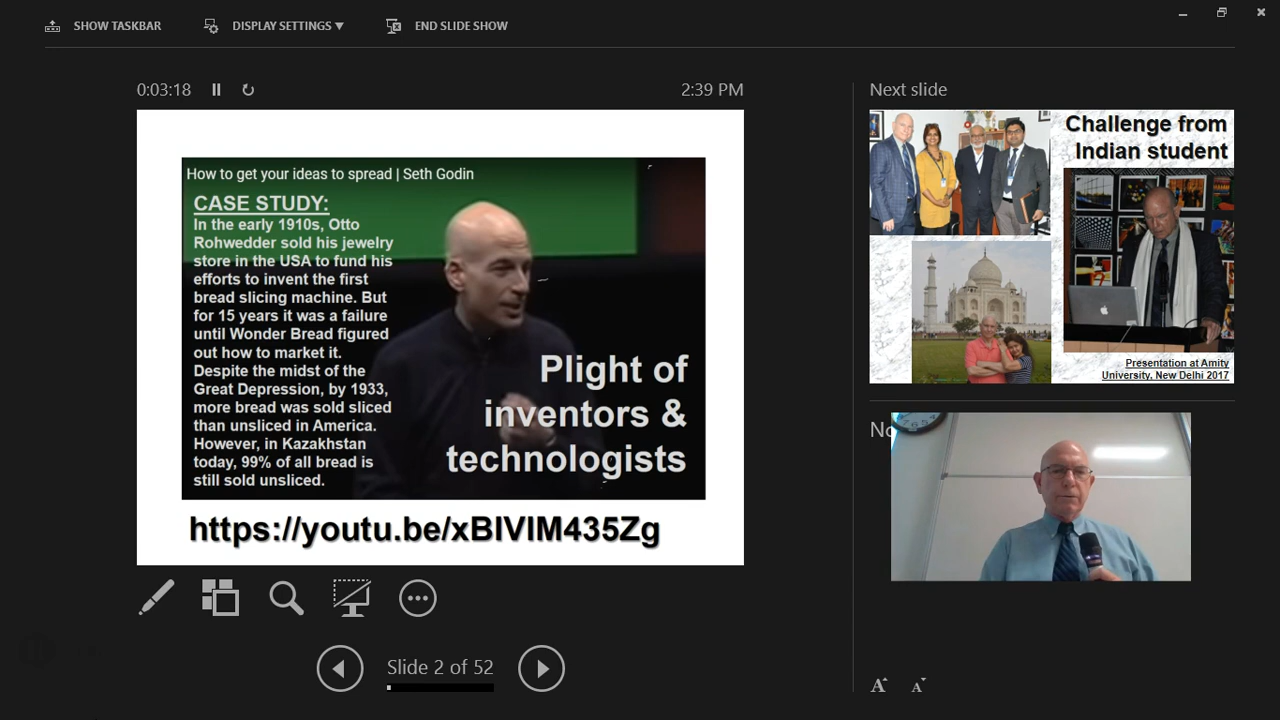 SHOW TASKBAR
DISPLAY SETTINGS ▼
END SLIDE SHOW
0:03:18
2:39 PM
How to get your ideas to spread | Seth Godin
CASE STUDY:
In the early 1910s, Otto
Rohwedder sold his jewelry
store in the USA to fund his
efforts to invent the first
bread slicing machine. But
for 15 years it was a failure
until Wonder Bread figured
out how to market it.
Despite the midst of the
Great Depression, by 1933,
more bread was sold sliced
than unsliced in America.
However, in Kazakhstan
today, 99% of all bread is
still sold unsliced.
Plight of
inventors &
technologists
https://youtu.be/xBIVlM435Zg
Slide 2 of 52
Next slide
Challenge from
Indian student
Presentation at Amity
University, New Delhi 2017
No
A
A